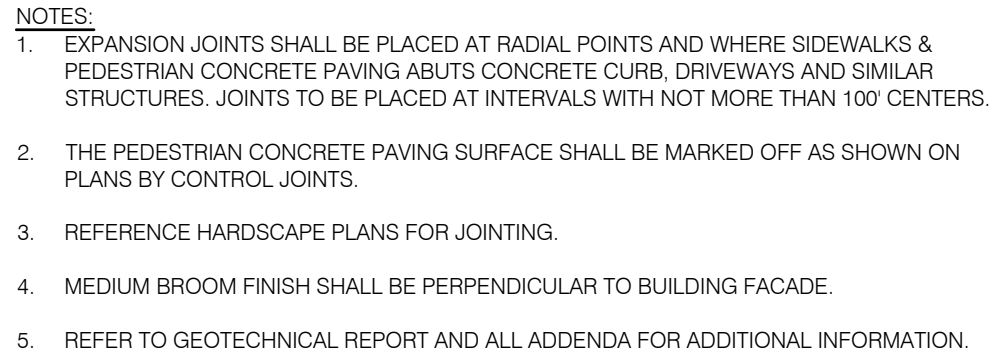 NOTES:
1. EXPANSION JOINTS SHALL BE PLACED AT RADIAL POINTS AND WHERE SIDEWALKS &
PEDESTRIAN CONCRETE PAVING ABUTS CONCRETE CURB, DRIVEWAYS AND SIMILAR
STRUCTURES. JOINTS TO BE PLACED AT INTERVALS WITH NOT MORE THAN 100' CENTERS.
2. THE PEDESTRIAN CONCRETE PAVING SURFACE SHALL BE MARKED OFF AS SHOWN ON
PLANS BY CONTROL JOINTS.
3. REFERENCE HARDSCAPE PLANS FOR JOINTING.
4. MEDIUM BROOM FINISH SHALL BE PERPENDICULAR TO BUILDING FACADE.
5. REFER TO GEOTECHNICAL REPORT AND ALL ADDENDA FOR ADDITIONAL INFORMATION.